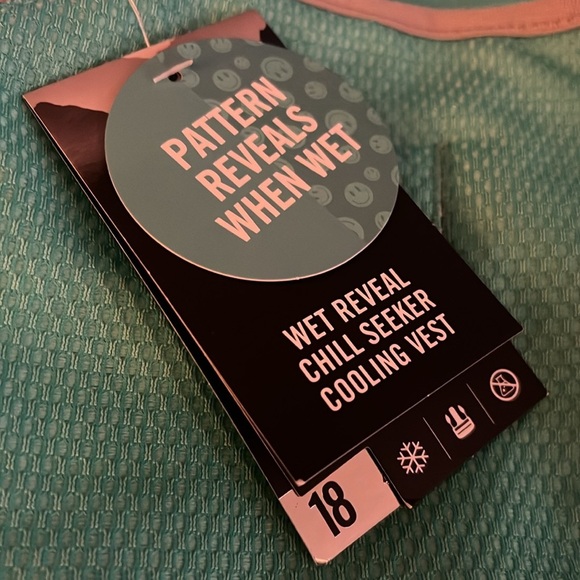 PATTERN
REVEALS
WHEN WET
WET REVEAL
CHILL SEEKER
COOLING VEST
18